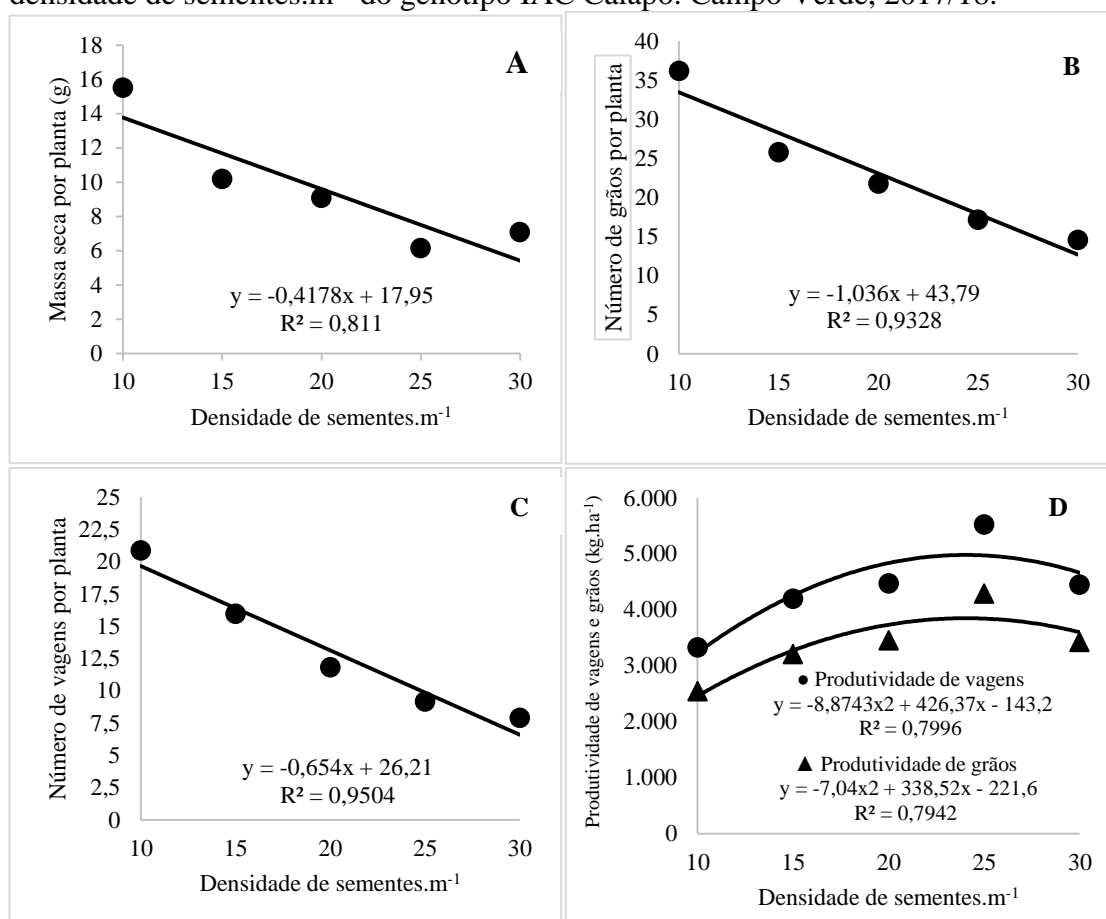 densidade de sementes.m⁻¹ do genótipo IAC Caiapó. Campo Verde, 2017/18.
A
Massa seca por planta (g)
18
16
14
12
10
8
6
4
2
0
y = -0,4178x + 17,95
R² = 0,811
10 15 20 25 30
Densidade de sementes.m⁻¹
B
Número de grãos por planta
40
35
30
25
20
15
10
5
0
y = -1,036x + 43,79
R² = 0,9328
10 15 20 25 30
Densidade de sementes.m⁻¹
C
Número de vagens por planta
25
22,5
20
17,5
15
12,5
10
7,5
5
2,5
0
y = -0,654x + 26,21
R² = 0,9504
10 15 20 25 30
Densidade de sementes.m⁻¹
D
Produtividade de vagens e grãos (kg.ha⁻¹)
6.000
5.000
4.000
3.000
2.000
1.000
0
Produtividade de vagens
y = -8,8743x2 + 426,37x - 143,2
R² = 0,7996
Produtividade de grãos
y = -7,04x2 + 338,52x - 221,6
R² = 0,7942
10 15 20 25 30
Densidade de sementes.m⁻¹